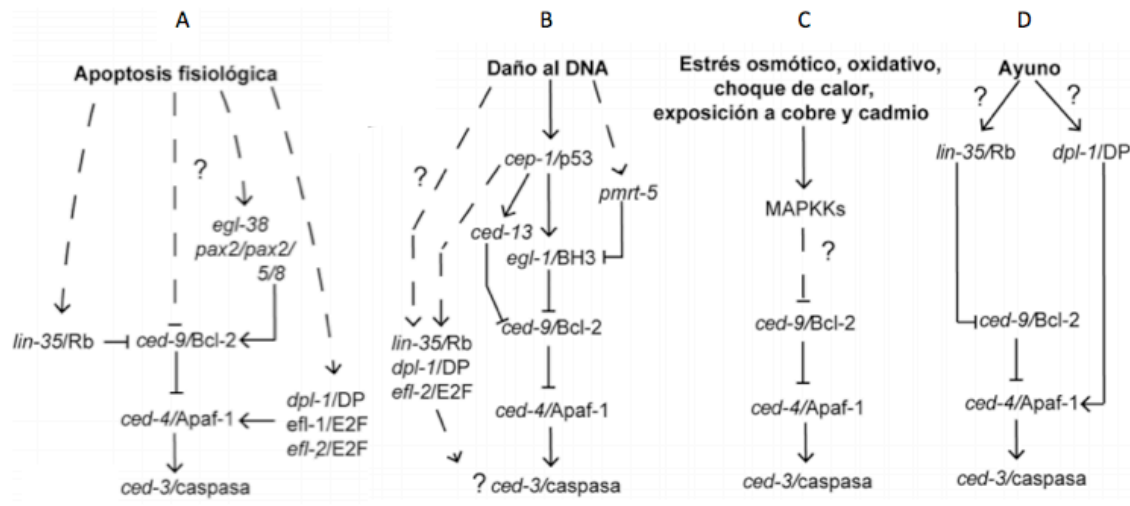 A
Apoptosis fisiológica
?
egl-38
pax2/pax2/
5/8
lin-35/Rb
ced-9/Bcl-2
ced-4/Apaf-1
dpl-1/DP
efl-1/E2F
efl-2/E2F
ced-3/caspasa
B
Daño al DNA
?
cep-1/p53
pmrt-5
ced-13
egl-1/BH3
ced-9/Bcl-2
lin-35/Rb
dpl-1/DP
efl-2/E2F
ced-4/Apaf-1
? ced-3/caspasa
C
Estrés osmótico, oxidativo,
choque de calor,
exposición a cobre y cadmio
MAPKKs
?
ced-9/Bcl-2
ced-4/Apaf-1
ced-3/caspasa
D
Ayuno
? ?
lin-35/Rb dpl-1/DP
ced-9/Bcl-2
ced-4/Apaf-1
ced-3/caspasa